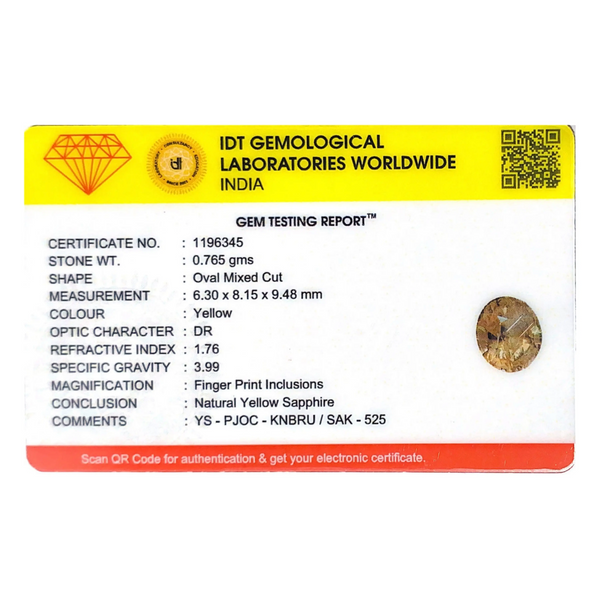 IDT GEMOLOGICAL
LABORATORIES WORLDWIDE
INDIA
GEM TESTING REPORT™
CERTIFICATE NO. : 1196345
STONE WT. : 0.765 gms
SHAPE : Oval Mixed Cut
MEASUREMENT : 6.30 x 8.15 x 9.48 mm
COLOUR : Yellow
OPTIC CHARACTER : DR
REFRACTIVE INDEX : 1.76
SPECIFIC GRAVITY : 3.99
MAGNIFICATION : Finger Print Inclusions
CONCLUSION : Natural Yellow Sapphire
COMMENTS : YS - PJOC - KNBRU / SAK - 525
Scan QR Code for authentication & get your electronic certificate.